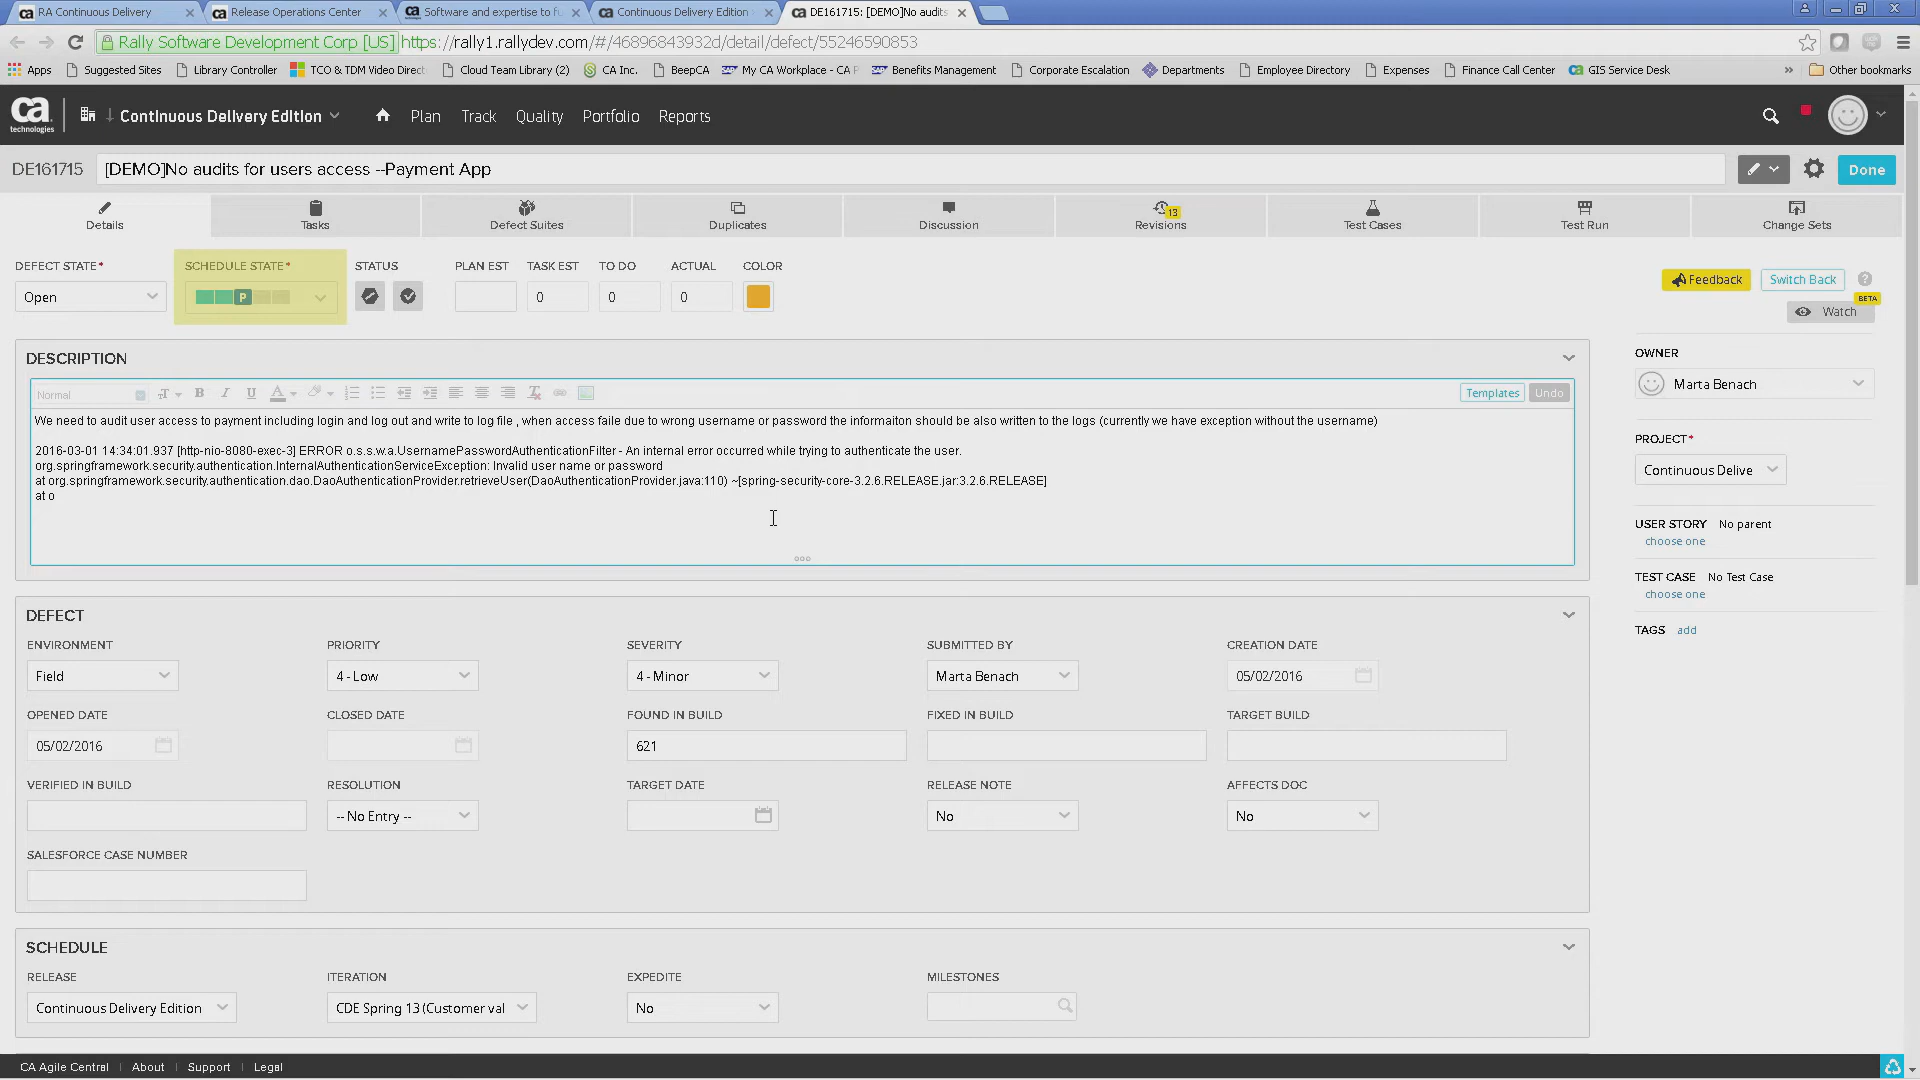 RA Continuous Delivery
Release Operations Center
Software and expertise to fu
Continuous Delivery Edition
DE161715: [DEMO]No audits
Rally Software Development Corp [US] https://rally1.rallydev.com/#/46896843932d/detail/defect/55246590853
Apps Suggested Sites Library Controller TCO & TDM Video Direct Cloud Team Library (2) CA Inc. BeepCA My CA Workplace - CA P Benefits Management Corporate Escalation Departments Employee Directory Expenses Finance Call Center GIS Service Desk » Other bookmarks
ca technologies Continuous Delivery Edition Plan Track Quality Portfolio Reports
DE161715 [DEMO]No audits for users access --Payment App Done
Details Tasks Defect Suites Duplicates Discussion Revisions 13 Test Cases Test Run Change Sets
DEFECT STATE* SCHEDULE STATE* STATUS PLAN EST TASK EST TO DO ACTUAL COLOR
Open P 0 0 0
Feedback Switch Back ?
BETA
Watch
DESCRIPTION
Normal T B I U A Templates Undo
We need to audit user access to payment including login and log out and write to log file , when access faile due to wrong username or password the informaiton should be also written to the logs (currently we have exception without the username)
2016-03-01 14:34:01.937 [http-nio-8080-exec-3] ERROR o.s.s.w.a.UsernamePasswordAuthenticationFilter - An internal error occurred while trying to authenticate the user.
org.springframework.security.authentication.InternalAuthenticationServiceException: Invalid user name or password
at org.springframework.security.authentication.dao.DaoAuthenticationProvider.retrieveUser(DaoAuthenticationProvider.java:110) ~[spring-security-core-3.2.6.RELEASE.jar:3.2.6.RELEASE]
at o
OWNER
Marta Benach
PROJECT*
Continuous Delive
USER STORY No parent
choose one
TEST CASE No Test Case
choose one
TAGS add
DEFECT
ENVIRONMENT PRIORITY SEVERITY SUBMITTED BY CREATION DATE
Field 4 - Low 4 - Minor Marta Benach 05/02/2016
OPENED DATE CLOSED DATE FOUND IN BUILD FIXED IN BUILD TARGET BUILD
05/02/2016 621
VERIFIED IN BUILD RESOLUTION TARGET DATE RELEASE NOTE AFFECTS DOC
-- No Entry -- No No
SALESFORCE CASE NUMBER
SCHEDULE
RELEASE ITERATION EXPEDITE MILESTONES
Continuous Delivery Edition CDE Spring 13 (Customer val No
CA Agile Central About Support Legal